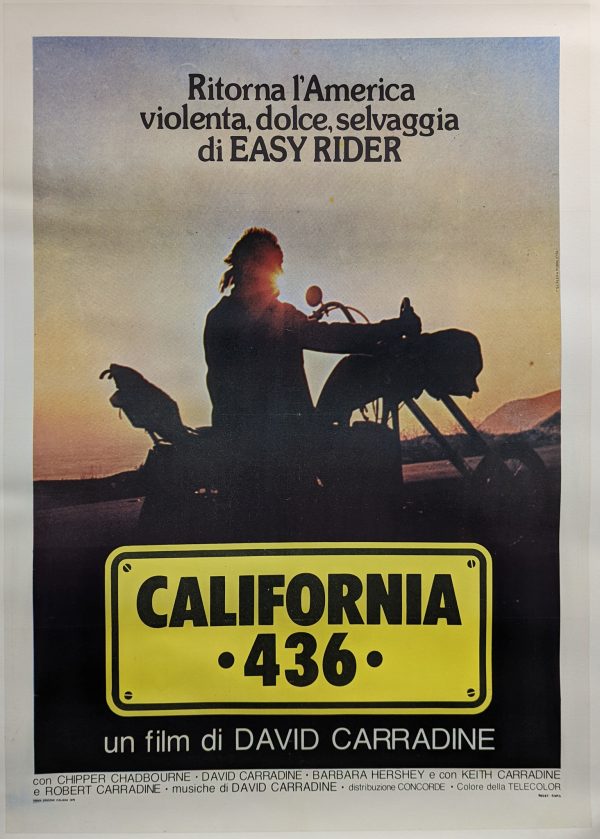 Ritorna l'America
violenta, dolce, selvaggia
di EASY RIDER
CALIFORNIA
•436•
un film di DAVID CARRADINE
con CHIPPER CHADBOURNE • DAVID CARRADINE • BARBARA HERSHEY e con KEITH CARRADINE
e ROBERT CARRADINE • musiche di DAVID CARRADINE • distribuzione CONCORDE • Colore della TELECOLOR